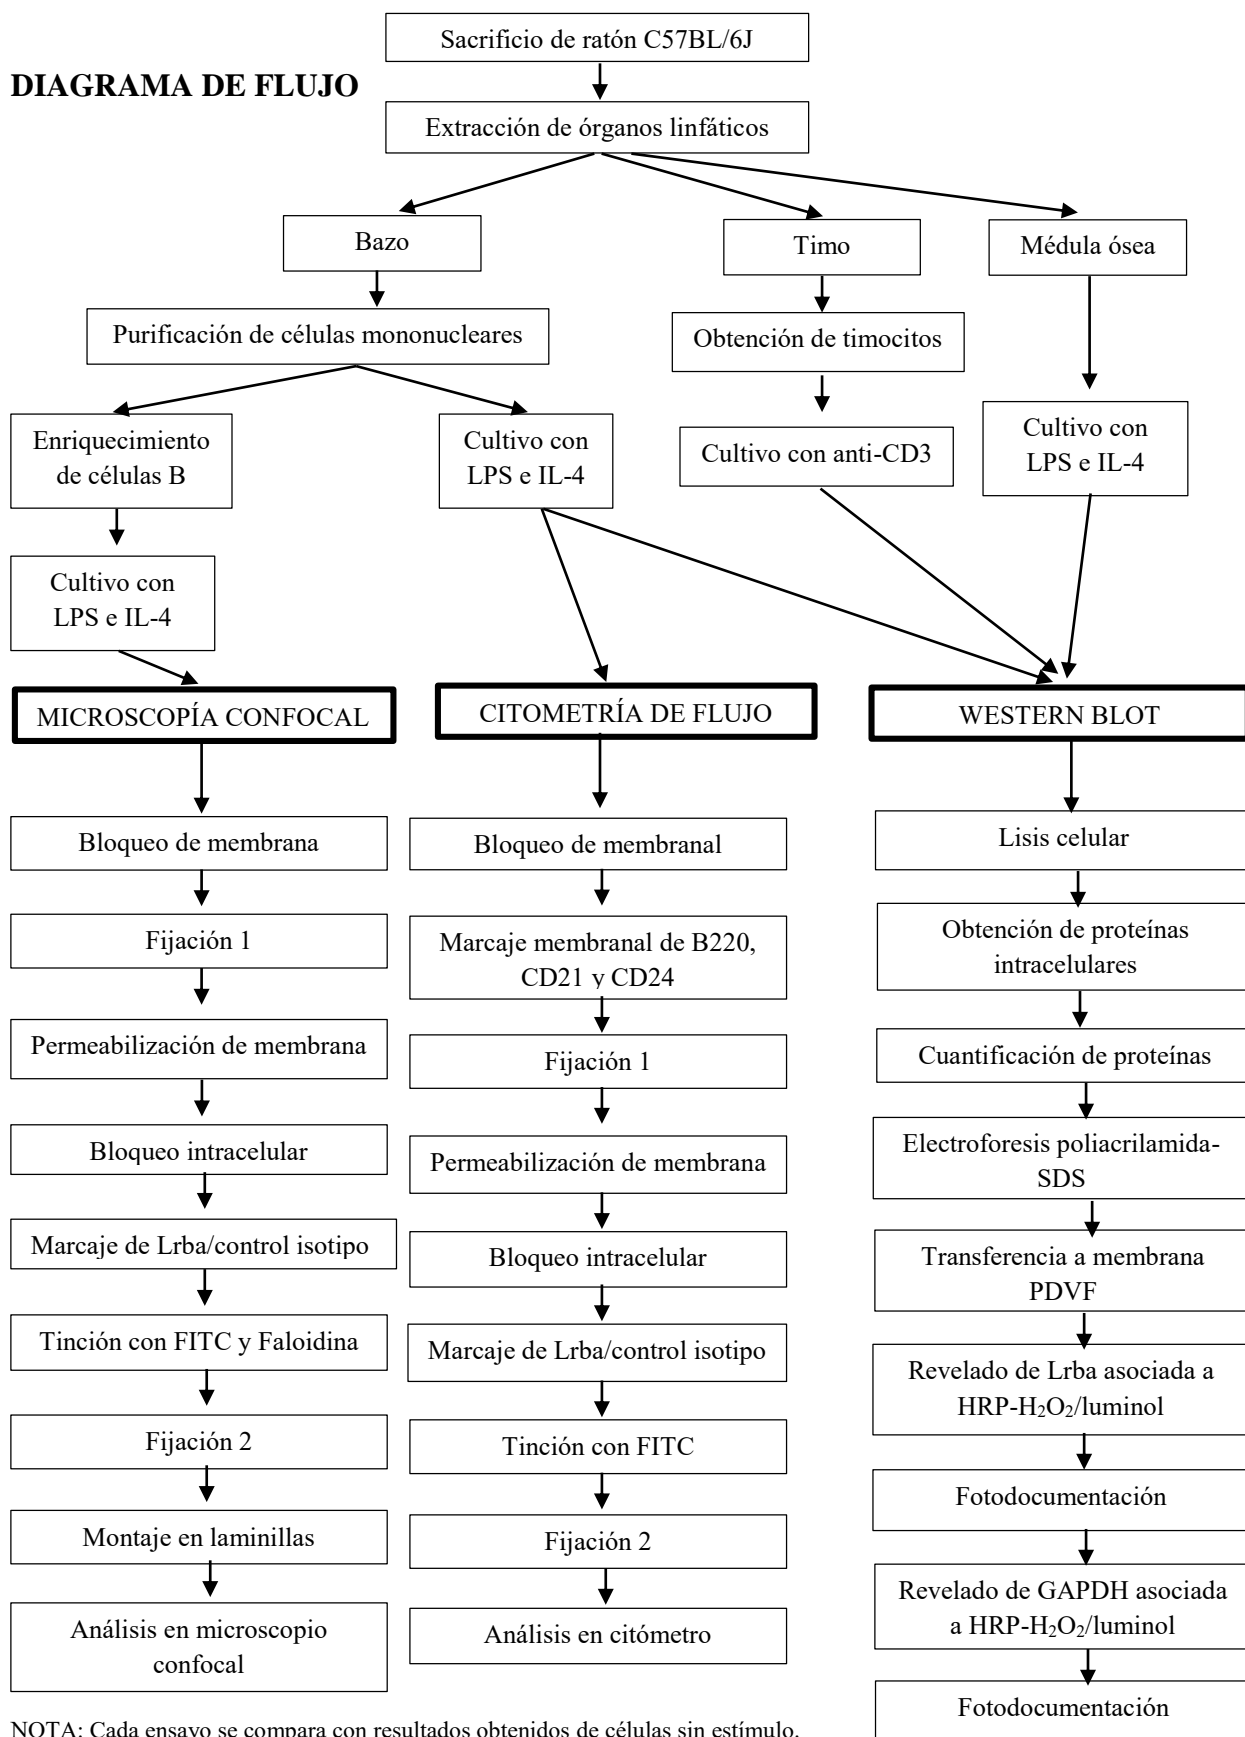 Sacrificio de ratón C57BL/6J
DIAGRAMA DE FLUJO
Extracción de órganos linfáticos
Bazo
Timo
Médula ósea
Purificación de células mononucleares
Obtención de timocitos
Enriquecimiento
de células B
Cultivo con
LPS e IL-4
Cultivo con anti-CD3
Cultivo con
LPS e IL-4
Cultivo con
LPS e IL-4
MICROSCOPÍA CONFOCAL
CITOMETRÍA DE FLUJO
WESTERN BLOT
Bloqueo de membrana
Fijación 1
Permeabilización de membrana
Bloqueo intracelular
Marcaje de Lrba/control isotipo
Tinción con FITC y Faloidina
Fijación 2
Montaje en laminillas
Análisis en microscopio
confocal
Bloqueo de membranal
Marcaje membranal de B220,
CD21 y CD24
Fijación 1
Permeabilización de membrana
Bloqueo intracelular
Marcaje de Lrba/control isotipo
Tinción con FITC
Fijación 2
Análisis en citómetro
Lisis celular
Obtención de proteínas
intracelulares
Cuantificación de proteínas
Electroforesis poliacrilamida-
SDS
Transferencia a membrana
PDVF
Revelado de Lrba asociada a
HRP-H₂O₂/luminol
Fotodocumentación
Revelado de GAPDH asociada
a HRP-H₂O₂/luminol
Fotodocumentación
NOTA: Cada ensayo se compara con resultados obtenidos de células sin estímulo.